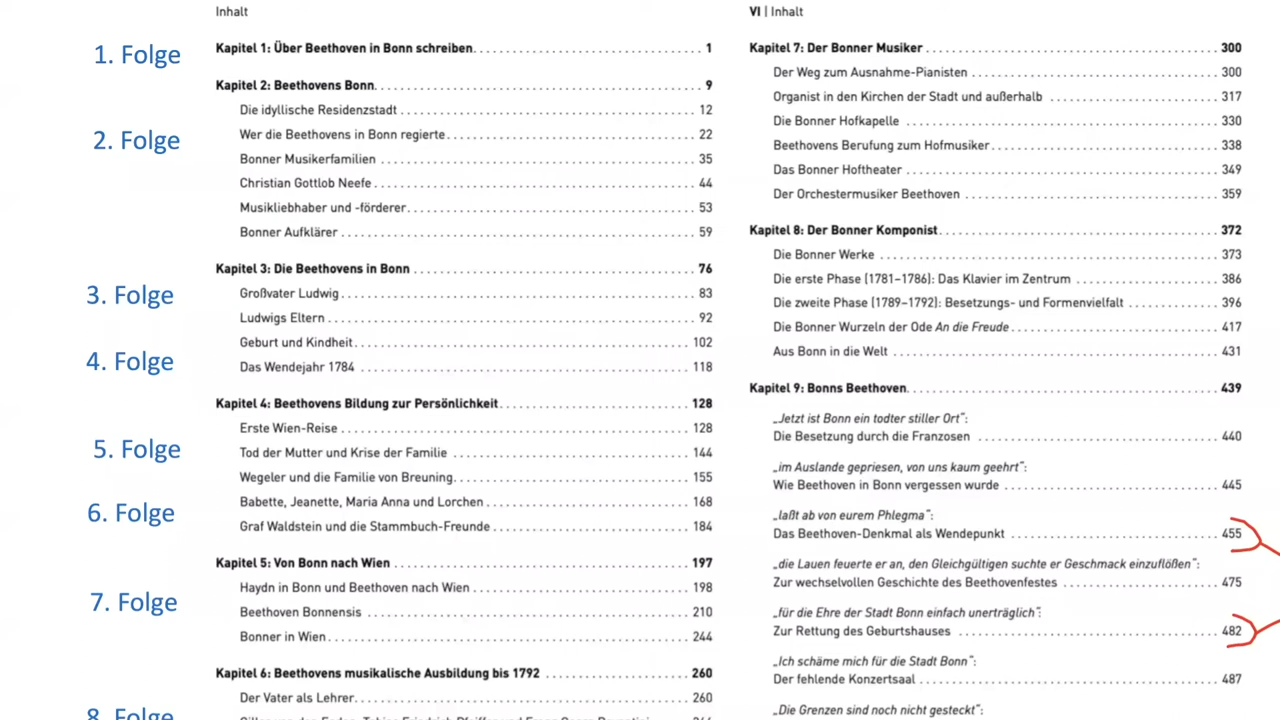 Inhalt
1. Folge
Kapitel 1: Über Beethoven in Bonn schreiben. 1
Kapitel 2: Beethovens Bonn. 9
Die idyllische Residenzstadt 12
2. Folge
Wer die Beethovens in Bonn regierte. 22
Bonner Musikerfamilien 35
Christian Gottlob Neefe 44
Musikliebhaber und -förderer. 53
Bonner Aufklärer 59
Kapitel 3: Die Beethovens in Bonn 76
3. Folge
Großvater Ludwig 83
Ludwigs Eltern 92
Geburt und Kindheit 102
4. Folge
Das Wendejahr 1784 118
Kapitel 4: Beethovens Bildung zur Persönlichkeit. 128
Erste Wien-Reise 128
5. Folge
Tod der Mutter und Krise der Familie 144
Wegeler und die Familie von Breuning. 155
6. Folge
Babette, Jeanette, Maria Anna und Lorchen 168
Graf Waldstein und die Stammbuch-Freunde 184
Kapitel 5: Von Bonn nach Wien 197
7. Folge
Haydn in Bonn und Beethoven nach Wien 198
Beethoven Bonnensis 210
Bonner in Wien 244
Kapitel 6: Beethovens musikalische Ausbildung bis 1792 260
Der Vater als Lehrer. 260
8. Folge
VI | Inhalt
Kapitel 7: Der Bonner Musiker 300
Der Weg zum Ausnahme-Pianisten 300
Organist in den Kirchen der Stadt und außerhalb 317
Die Bonner Hofkapelle 330
Beethovens Berufung zum Hofmusiker 338
Das Bonner Hoftheater 349
Der Orchestermusiker Beethoven 359
Kapitel 8: Der Bonner Komponist 372
Die Bonner Werke 373
Die erste Phase (1781–1786): Das Klavier im Zentrum 386
Die zweite Phase (1789–1792): Besetzungs- und Formenvielfalt 396
Die Bonner Wurzeln der Ode An die Freude 417
Aus Bonn in die Welt 431
Kapitel 9: Bonns Beethoven. 439
„Jetzt ist Bonn ein todter stiller Ort“:
Die Besetzung durch die Franzosen 440
„im Auslande gepriesen, von uns kaum geehrt“:
Wie Beethoven in Bonn vergessen wurde 445
„laßt ab von eurem Phlegma“:
Das Beethoven-Denkmal als Wendepunkt 455
„die Lauen feuerte er an, den Gleichgültigen suchte er Geschmack einzuflößen“:
Zur wechselvollen Geschichte des Beethovenfestes 475
„für die Ehre der Stadt Bonn einfach unerträglich“:
Zur Rettung des Geburtshauses 482
„Ich schäme mich für die Stadt Bonn“:
Der fehlende Konzertsaal 487
„Die Grenzen sind noch nicht gesteckt“: